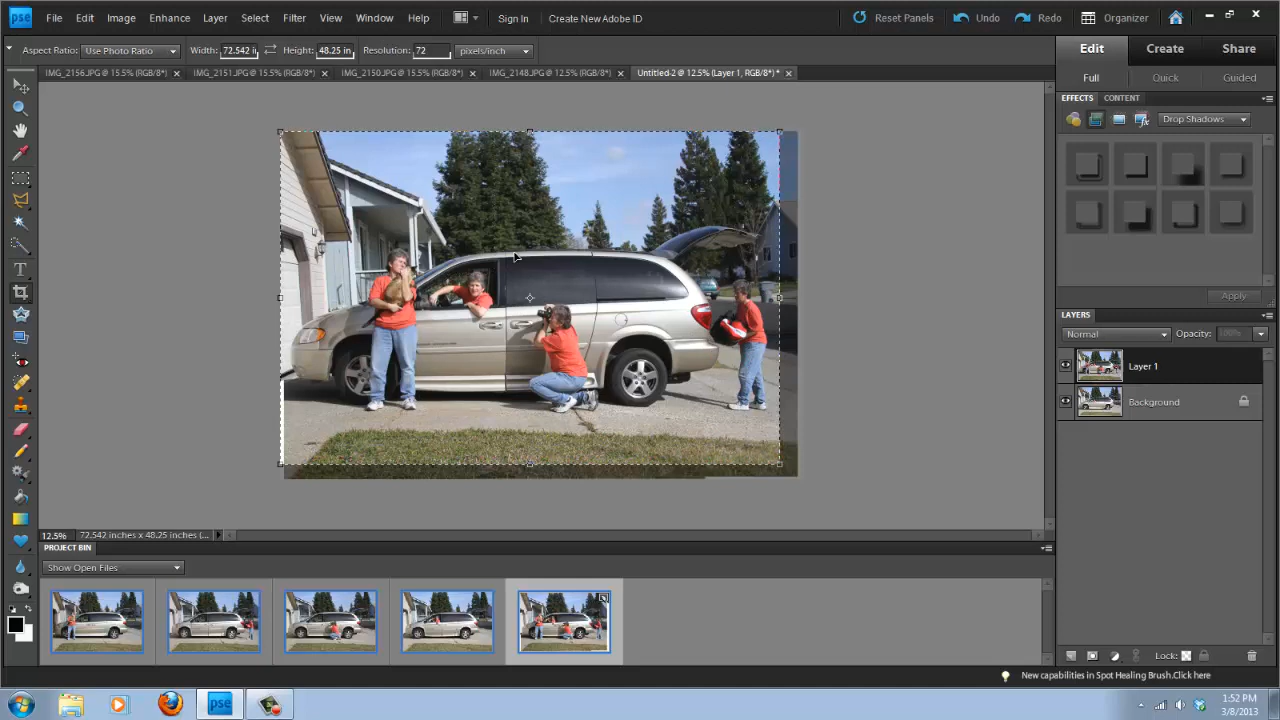 pse File Edit Image Enhance Layer Select Filter View Window Help Sign In Create New Adobe ID Reset Panels Undo Redo Organizer
Aspect Ratio: Use Photo Ratio Width: 72.542 i Height: 48.25 in Resolution: 72 pixels/inch
Edit Create Share
IMG_2156.JPG @ 15.5% (RGB/8*) IMG_2151.JPG @ 15.5% (RGB/8*) IMG_2150.JPG @ 15.5% (RGB/8*) IMG_2148.JPG @ 12.5% (RGB/8*) Untitled-2 @ 12.5% (Layer 1, RGB/8*) *
Full Quick Guided
EFFECTS CONTENT
Drop Shadows
Apply
LAYERS
Normal Opacity: 100%
Layer 1
Background
12.5% 72.542 inches x 48.25 inches (...
PROJECT BIN
Show Open Files
Lock:
New capabilities in Spot Healing Brush.Click here
pse
1:52 PM
3/8/2013